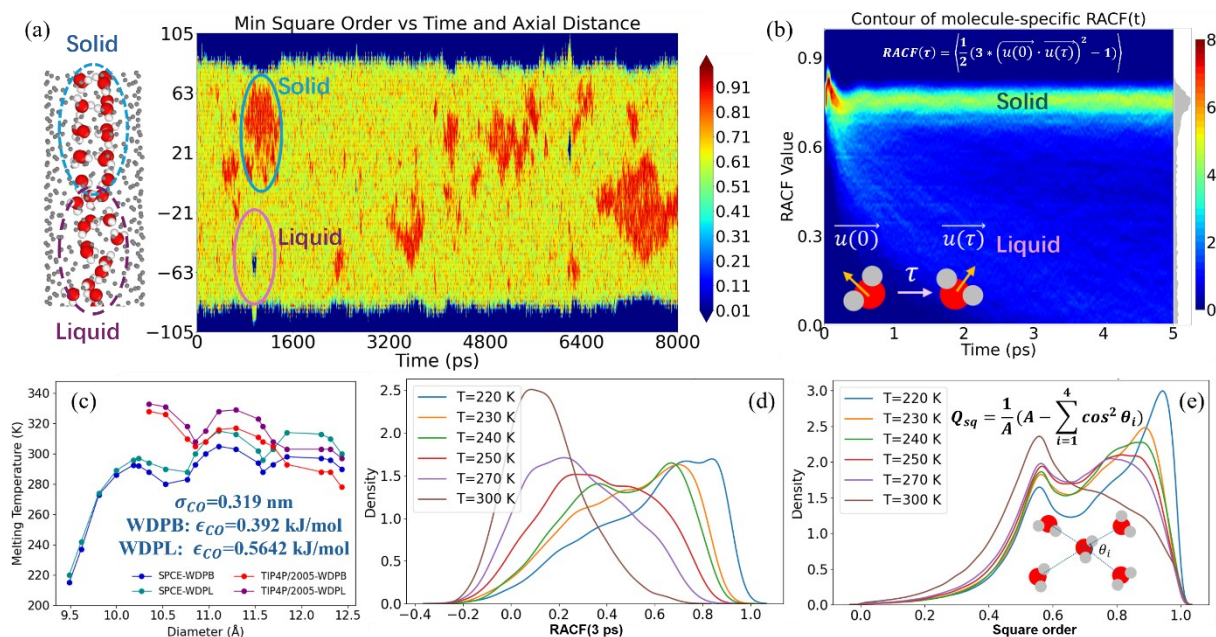 (a)
Solid
Liquid
Min Square Order vs Time and Axial Distance
105
63
21
−21
−63
−105
Solid
Liquid
0 1600 3200 4800 6400 8000
Time (ps)
0.91
0.81
0.71
0.61
0.51
0.41
0.31
0.21
0.11
0.01
(b)
Contour of molecule-specific RACF(t)
RACF(τ) = ⟨1/2 (3 * (u(0) · u(τ))² − 1)⟩
RACF Value
0.9
0.6
0.3
0.0
Solid
Liquid
u(0) u(τ)
τ
0 1 2 3 4 5
Time (ps)
8
6
4
2
0
(c)
Melting Temperature (K)
340
320
300
280
260
240
220
200
σCO=0.319 nm
WDPB: ϵCO=0.392 kJ/mol
WDPL: ϵCO=0.5642 kJ/mol
SPCE-WDPB TIP4P/2005-WDPB
SPCE-WDPL TIP4P/2005-WDPL
9.5 10.0 10.5 11.0 11.5 12.0 12.5
Diameter (Å)
(d)
Density
2.5
2.0
1.5
1.0
0.5
0.0
T=220 K
T=230 K
T=240 K
T=250 K
T=270 K
T=300 K
−0.4 −0.2 0.0 0.2 0.4 0.6 0.8 1.0
RACF(3 ps)
(e)
Density
3.0
2.5
2.0
1.5
1.0
0.5
0.0
T=220 K
T=230 K
T=240 K
T=250 K
T=270 K
T=300 K
Qsq = 1/A (A − ∑ i=1 4 cos² θi)
θi
0.0 0.2 0.4 0.6 0.8 1.0
Square order